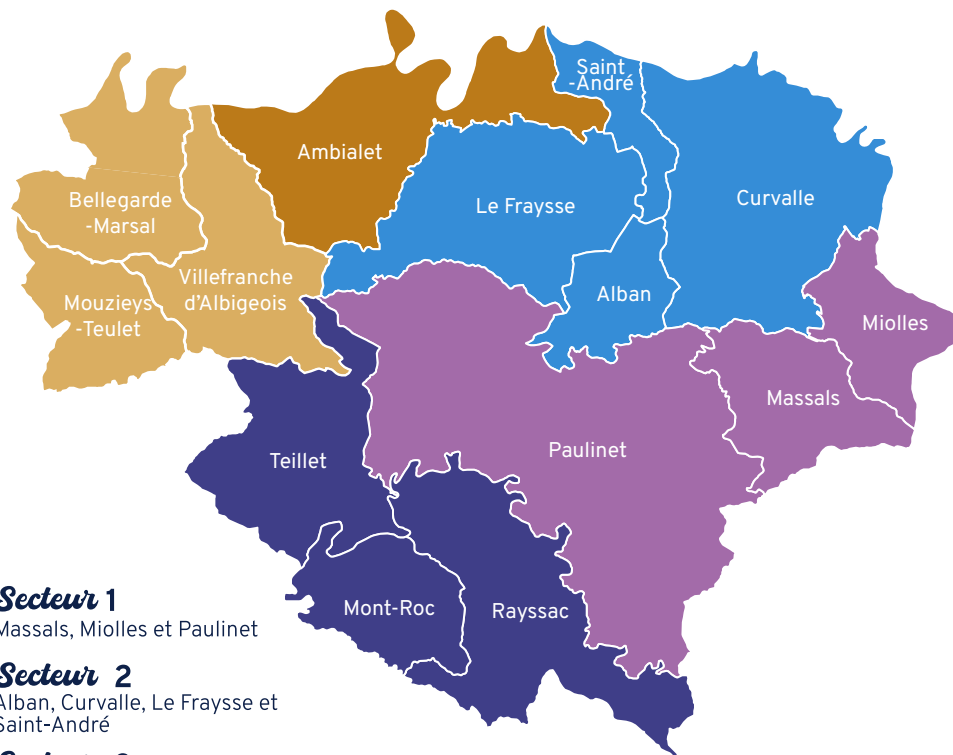 Saint
-André
Ambialet
Bellegarde
-Marsal
Le Fraysse
Curvalle
Villefranche
d'Albigeois
Alban
Mouzieys
-Teulet
Miolles
Massals
Paulinet
Teillet
Mont-Roc
Rayssac
Secteur 1
Massals, Miolles et Paulinet
Secteur 2
Alban, Curvalle, Le Fraysse et
Saint-André